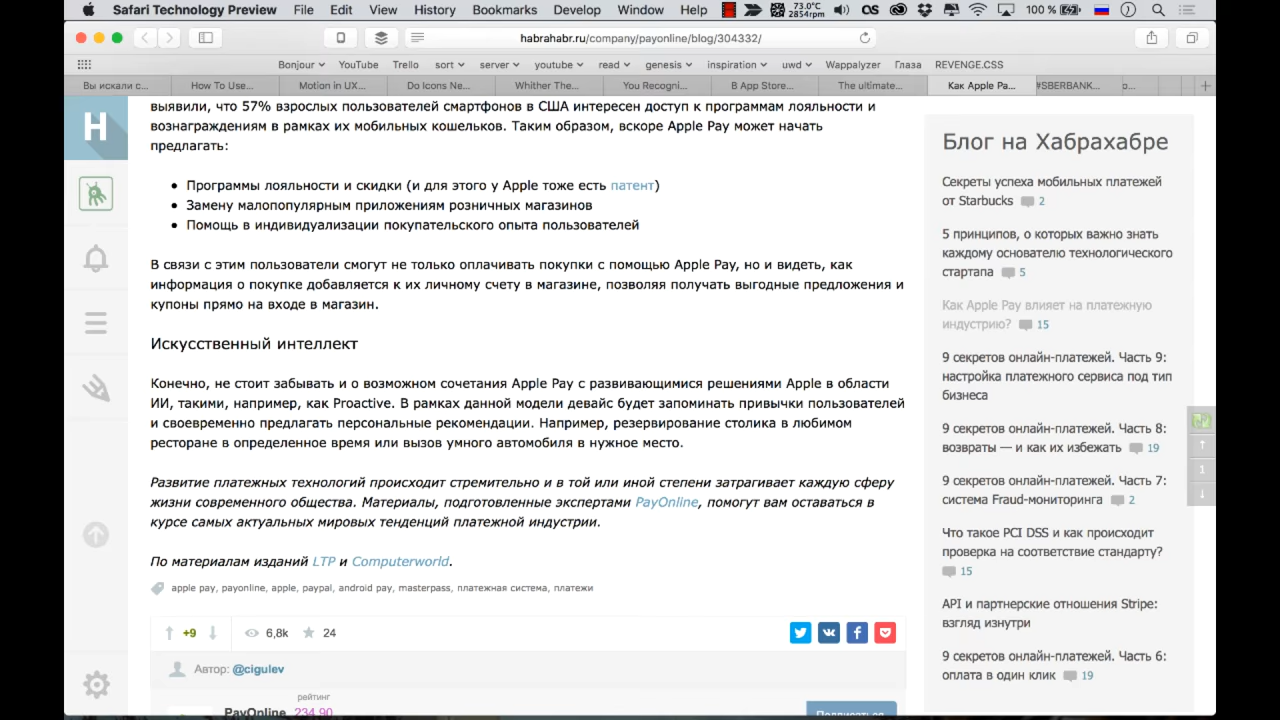 Safari Technology Preview File Edit View History Bookmarks Develop Window Help 73.0°C 2854rpm 100 %
habrahabr.ru/company/payonline/blog/304332/
Bonjour YouTube Trello sort server youtube read genesis inspiration uwd Wappalyzer Глаза REVENGE.CSS
Вы искали с... How To Use... Motion in UX... Do Icons Ne... Whither The... You Recogni... B App Store... The ultimate... Как Apple Pa... #SBERBANK...
выявили, что 57% взрослых пользователей смартфонов в США интересен доступ к программам лояльности и
вознаграждениям в рамках их мобильных кошельков. Таким образом, вскоре Apple Pay может начать
предлагать:
• Программы лояльности и скидки (и для этого у Apple тоже есть патент)
• Замену малопопулярным приложениям розничных магазинов
• Помощь в индивидуализации покупательского опыта пользователей
В связи с этим пользователи смогут не только оплачивать покупки с помощью Apple Pay, но и видеть, как
информация о покупке добавляется к их личному счету в магазине, позволяя получать выгодные предложения и
купоны прямо на входе в магазин.
Искусственный интеллект
Конечно, не стоит забывать и о возможном сочетания Apple Pay с развивающимися решениями Apple в области
ИИ, такими, например, как Proactive. В рамках данной модели девайс будет запоминать привычки пользователей
и своевременно предлагать персональные рекомендации. Например, резервирование столика в любимом
ресторане в определенное время или вызов умного автомобиля в нужное место.
Развитие платежных технологий происходит стремительно и в той или иной степени затрагивает каждую сферу
жизни современного общества. Материалы, подготовленные экспертами PayOnline, помогут вам оставаться в
курсе самых актуальных мировых тенденций платежной индустрии.
По материалам изданий LTP и Computerworld.
apple pay, payonline, apple, paypal, android pay, masterpass, платежная система, платежи
+9 6,8k 24
Автор: @cigulev
рейтинг
PayOnline 234,90
Подписаться
Блог на Хабрахабре
Секреты успеха мобильных платежей
от Starbucks 2
5 принципов, о которых важно знать
каждому основателю технологического
стартапа 5
Как Apple Pay влияет на платежную
индустрию? 15
9 секретов онлайн-платежей. Часть 9:
настройка платежного сервиса под тип
бизнеса
9 секретов онлайн-платежей. Часть 8:
возвраты — и как их избежать 19
9 секретов онлайн-платежей. Часть 7:
система Fraud-мониторинга 2
Что такое PCI DSS и как происходит
проверка на соответствие стандарту?
15
API и партнерские отношения Stripe:
взгляд изнутри
9 секретов онлайн-платежей. Часть 6:
оплата в один клик 19
H
↑
1
↓